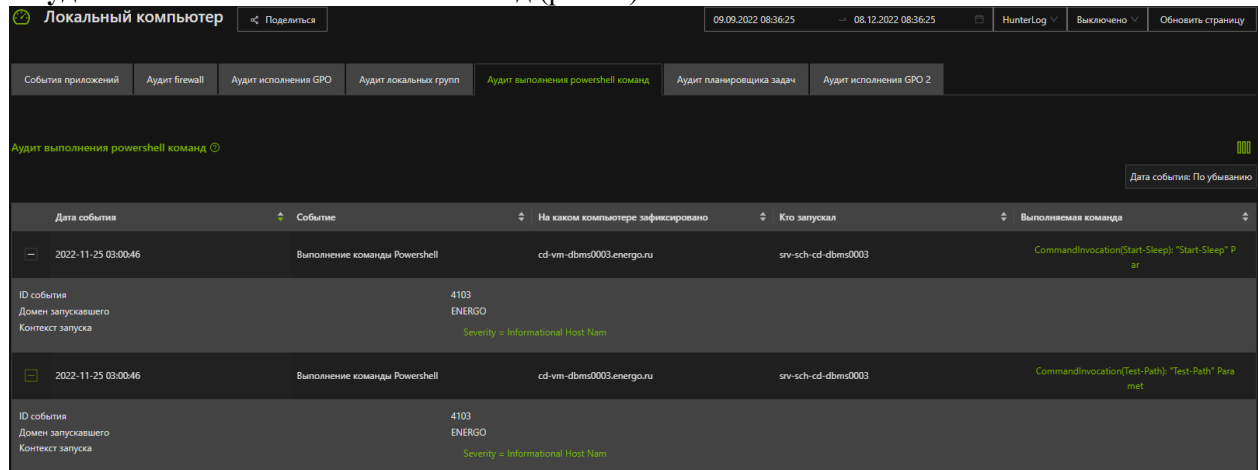 Локальный компьютер
Поделиться
09.09.2022 08:36:25 → 08.12.2022 08:36:25
HunterLog
Выключено
Обновить страницу
События приложений
Аудит firewall
Аудит исполнения GPO
Аудит локальных групп
Аудит выполнения powershell команд
Аудит планировщика задач
Аудит исполнения GPO 2
Аудит выполнения powershell команд
Дата события: По убыванию
Дата события Событие На каком компьютере зафиксировано Кто запускал Выполняемая команда
2022-11-25 03:00:46 Выполнение команды Powershell cd-vm-dbms0003.energo.ru srv-sch-cd-dbms0003 CommandInvocation(Start-Sleep): "Start-Sleep" P
ar
ID события 4103
Домен запускавшего ENERGO
Контекст запуска Severity = Informational Host Nam
2022-11-25 03:00:46 Выполнение команды Powershell cd-vm-dbms0003.energo.ru srv-sch-cd-dbms0003 CommandInvocation(Test-Path): "Test-Path" Para
met
ID события 4103
Домен запускавшего ENERGO
Контекст запуска Severity = Informational Host Nam